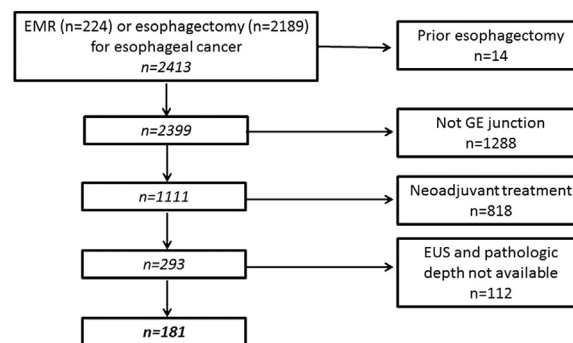 EMR (n=224) or esophagectomy (n=2189)
for esophageal cancer
n=2413
Prior esophagectomy
n=14
n=2399
Not GE junction
n=1288
n=1111
Neoadjuvant treatment
n=818
n=293
EUS and pathologic
depth not available
n=112
n=181